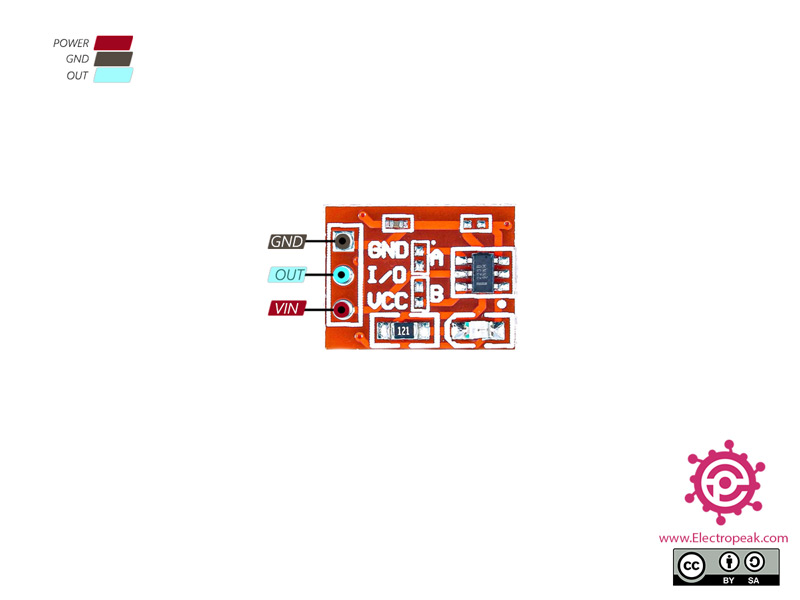 POWER
GND
OUT
GND
OUT
VIN
GND
I/O
VCC
A
B
121
www.Electropeak.com
cc
BY SA